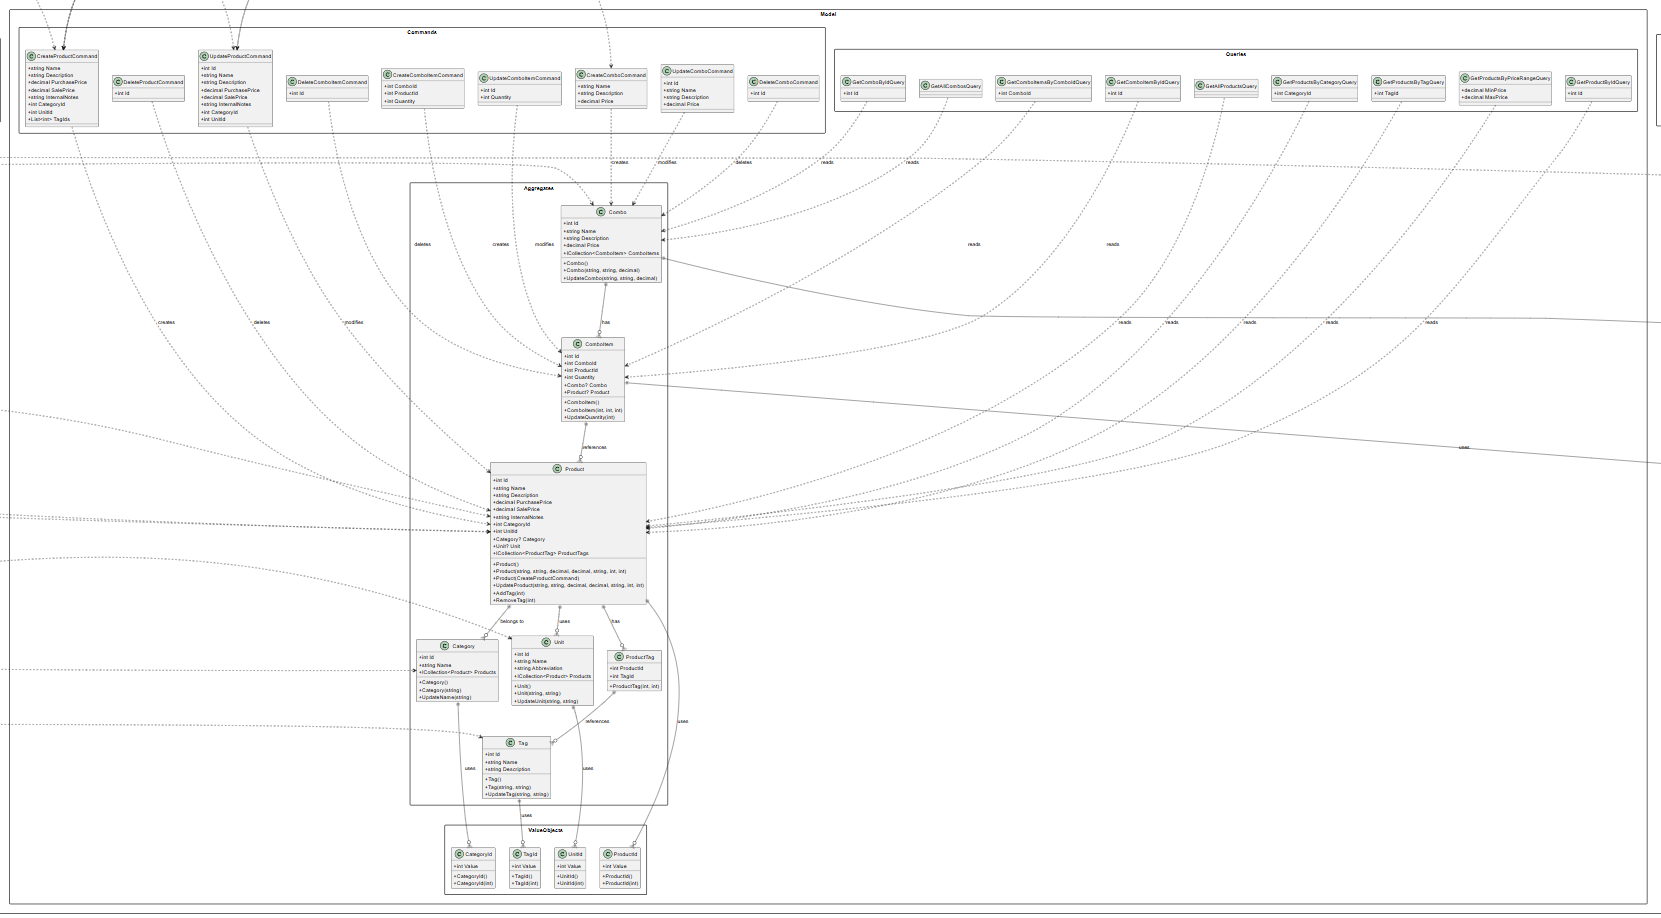 Model
Commands
CreateProductCommand
+string Name
+string Description
+decimal PurchasePrice
+decimal SalePrice
+string InternalNotes
+int CategoryId
+int UnitId
+List<int> TagIds
DeleteProductCommand
+int Id
UpdateProductCommand
+int Id
+string Name
+string Description
+decimal PurchasePrice
+decimal SalePrice
+string InternalNotes
+int CategoryId
+int UnitId
DeleteComboItemCommand
+int Id
CreateComboItemCommand
+int ComboId
+int ProductId
+int Quantity
UpdateComboItemCommand
+int Id
+int Quantity
CreateComboCommand
+string Name
+string Description
+decimal Price
UpdateComboCommand
+int Id
+string Name
+string Description
+decimal Price
DeleteComboCommand
+int Id
Queries
GetComboByIdQuery
+int Id
GetAllCombosQuery
GetComboItemsByComboIdQuery
+int ComboId
GetComboItemByIdQuery
+int Id
GetAllProductsQuery
GetProductsByCategoryQuery
+int CategoryId
GetProductsByTagQuery
+int TagId
GetProductsByPriceRangeQuery
+decimal MinPrice
+decimal MaxPrice
GetProductByIdQuery
+int Id
creates
modifies
deletes
reads
reads
Aggregates
Combo
+int Id
+string Name
+string Description
+decimal Price
+ICollection<ComboItem> ComboItems
+Combo()
+Combo(string, string, decimal)
+UpdateCombo(string, string, decimal)
deletes
creates
modifies
reads
reads
has
creates
deletes
modifies
reads
reads
reads
reads
reads
ComboItem
+int Id
+int ComboId
+int ProductId
+int Quantity
+Combo? Combo
+Product? Product
+ComboItem()
+ComboItem(int, int, int)
+UpdateQuantity(int)
references
uses
Product
+int Id
+string Name
+string Description
+decimal PurchasePrice
+decimal SalePrice
+string InternalNotes
+int CategoryId
+int UnitId
+Category? Category
+Unit? Unit
+ICollection<ProductTag> ProductTags
+Product()
+Product(string, string, decimal, decimal, string, int, int)
+Product(CreateProductCommand)
+UpdateProduct(string, string, decimal, decimal, string, int, int)
+AddTag(int)
+RemoveTag(int)
belongs to
uses
has
Category
+int Id
+string Name
+ICollection<Product> Products
+Category()
+Category(string)
+UpdateName(string)
Unit
+int Id
+string Name
+string Abbreviation
+ICollection<Product> Products
+Unit()
+Unit(string, string)
+UpdateUnit(string, string)
ProductTag
+int ProductId
+int TagId
+ProductTag(int, int)
references
uses
Tag
+int Id
+string Name
+string Description
+Tag()
+Tag(string, string)
+UpdateTag(string, string)
uses
uses
uses
ValueObjects
CategoryId
+int Value
+CategoryId()
+CategoryId(int)
TagId
+int Value
+TagId()
+TagId(int)
UnitId
+int Value
+UnitId()
+UnitId(int)
ProductId
+int Value
+ProductId()
+ProductId(int)